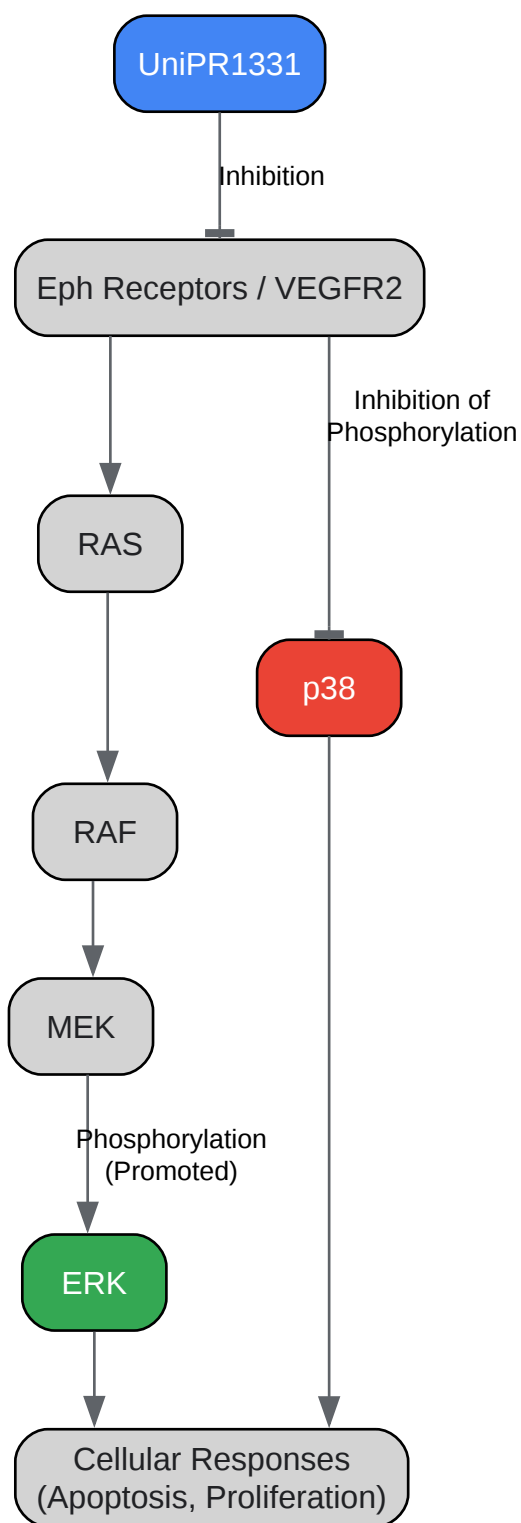 UniPR1331
Inhibition
Eph Receptors / VEGFR2
Inhibition of
Phosphorylation
RAS
p38
RAF
MEK
Phosphorylation
(Promoted)
ERK
Cellular Responses
(Apoptosis, Proliferation)